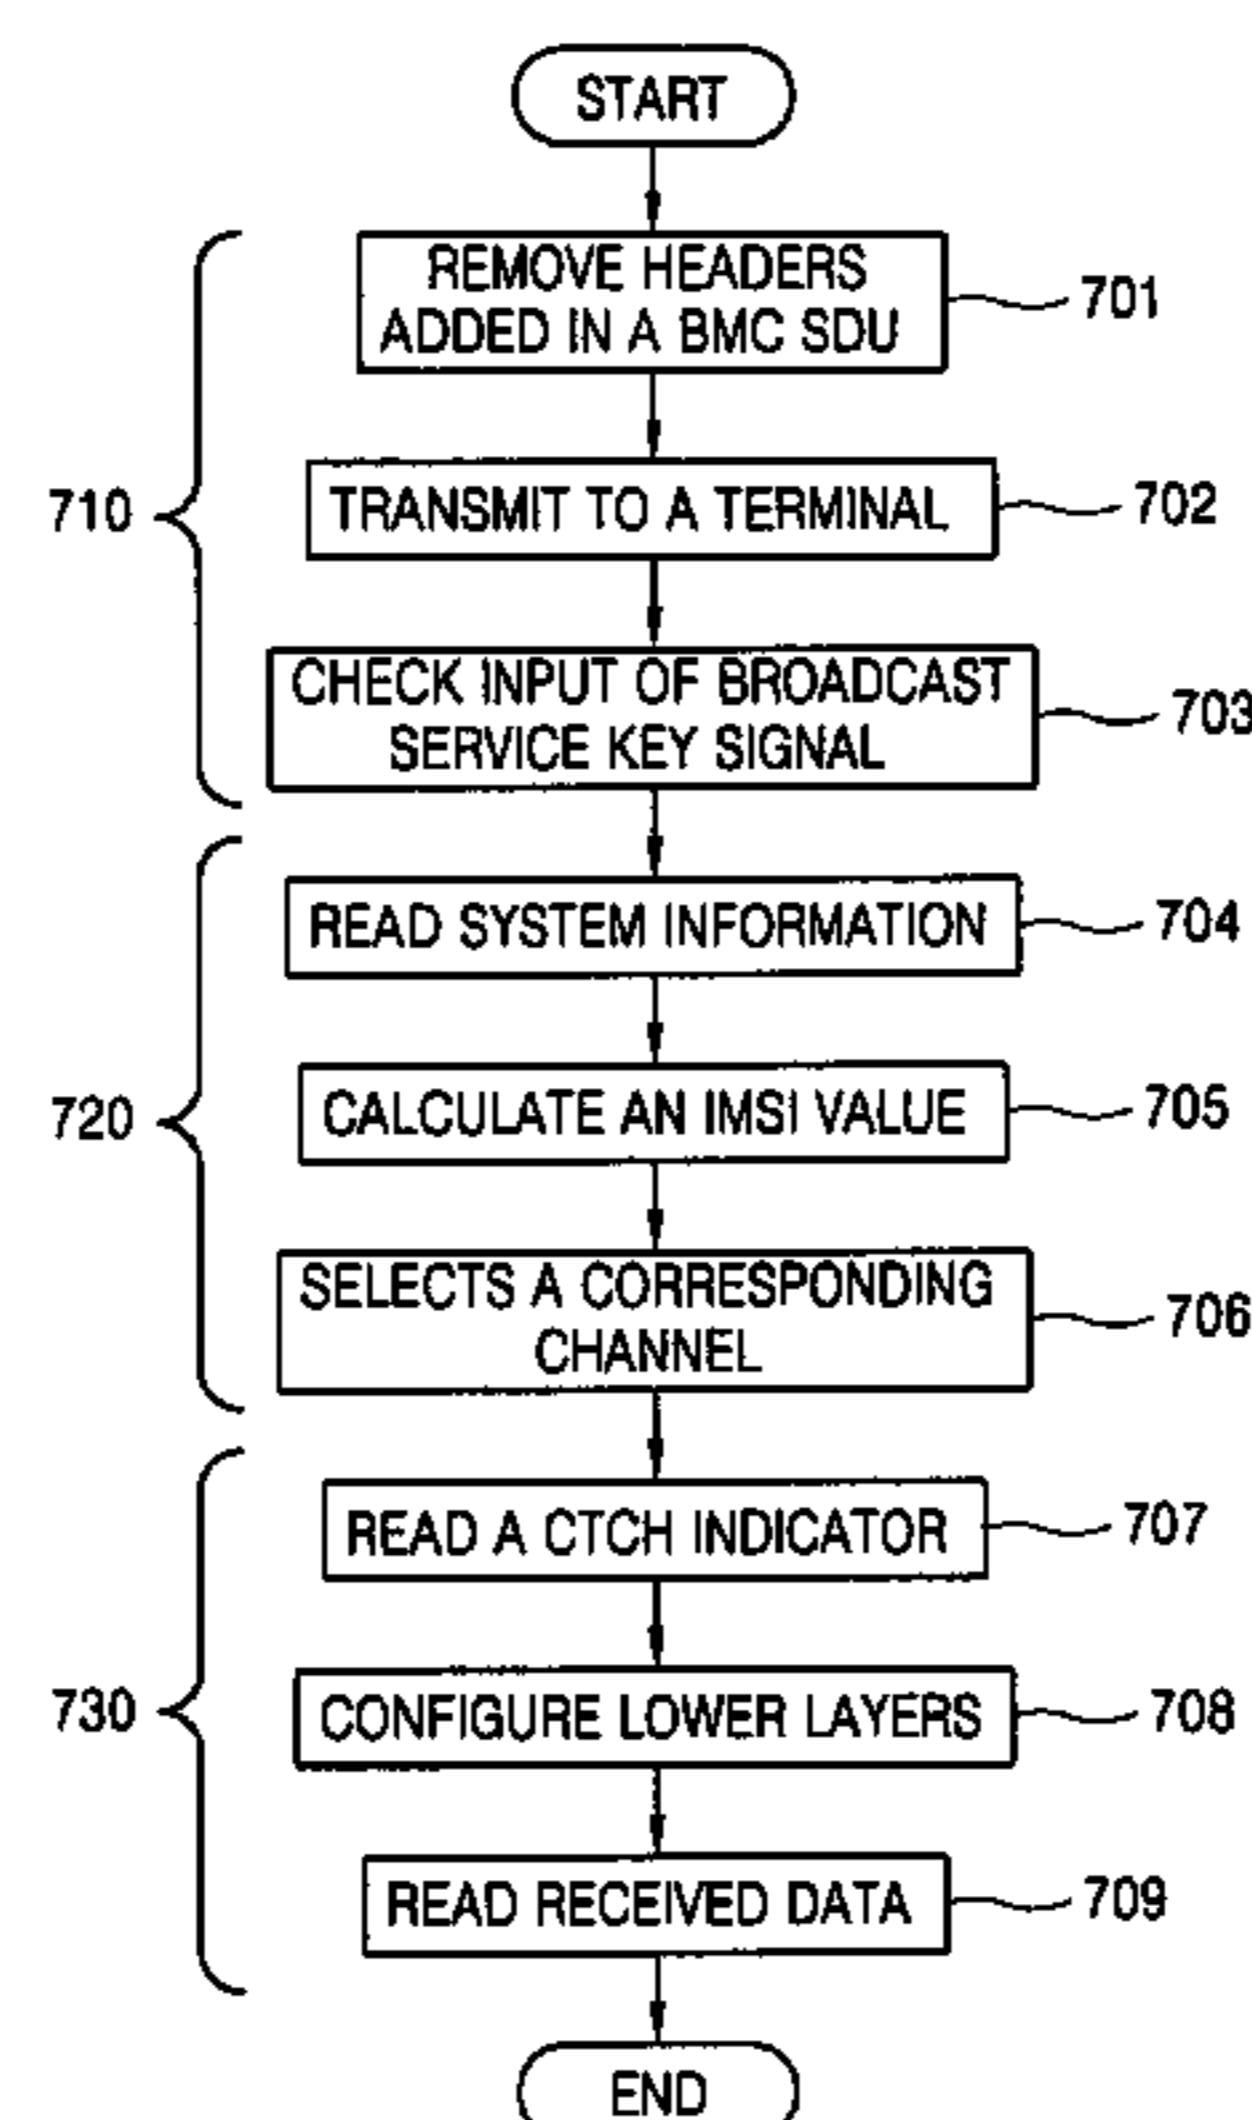 START
REMOVE HEADERS
ADDED IN A BMC SDU
701
TRANSMIT TO A TERMINAL
702
710
CHECK INPUT OF BROADCAST
SERVICE KEY SIGNAL
703
READ SYSTEM INFORMATION
704
CALCULATE AN IMSI VALUE
705
720
SELECTS A CORRESPONDING
CHANNEL
706
READ A CTCH INDICATOR
707
CONFIGURE LOWER LAYERS
708
730
READ RECEIVED DATA
709
END